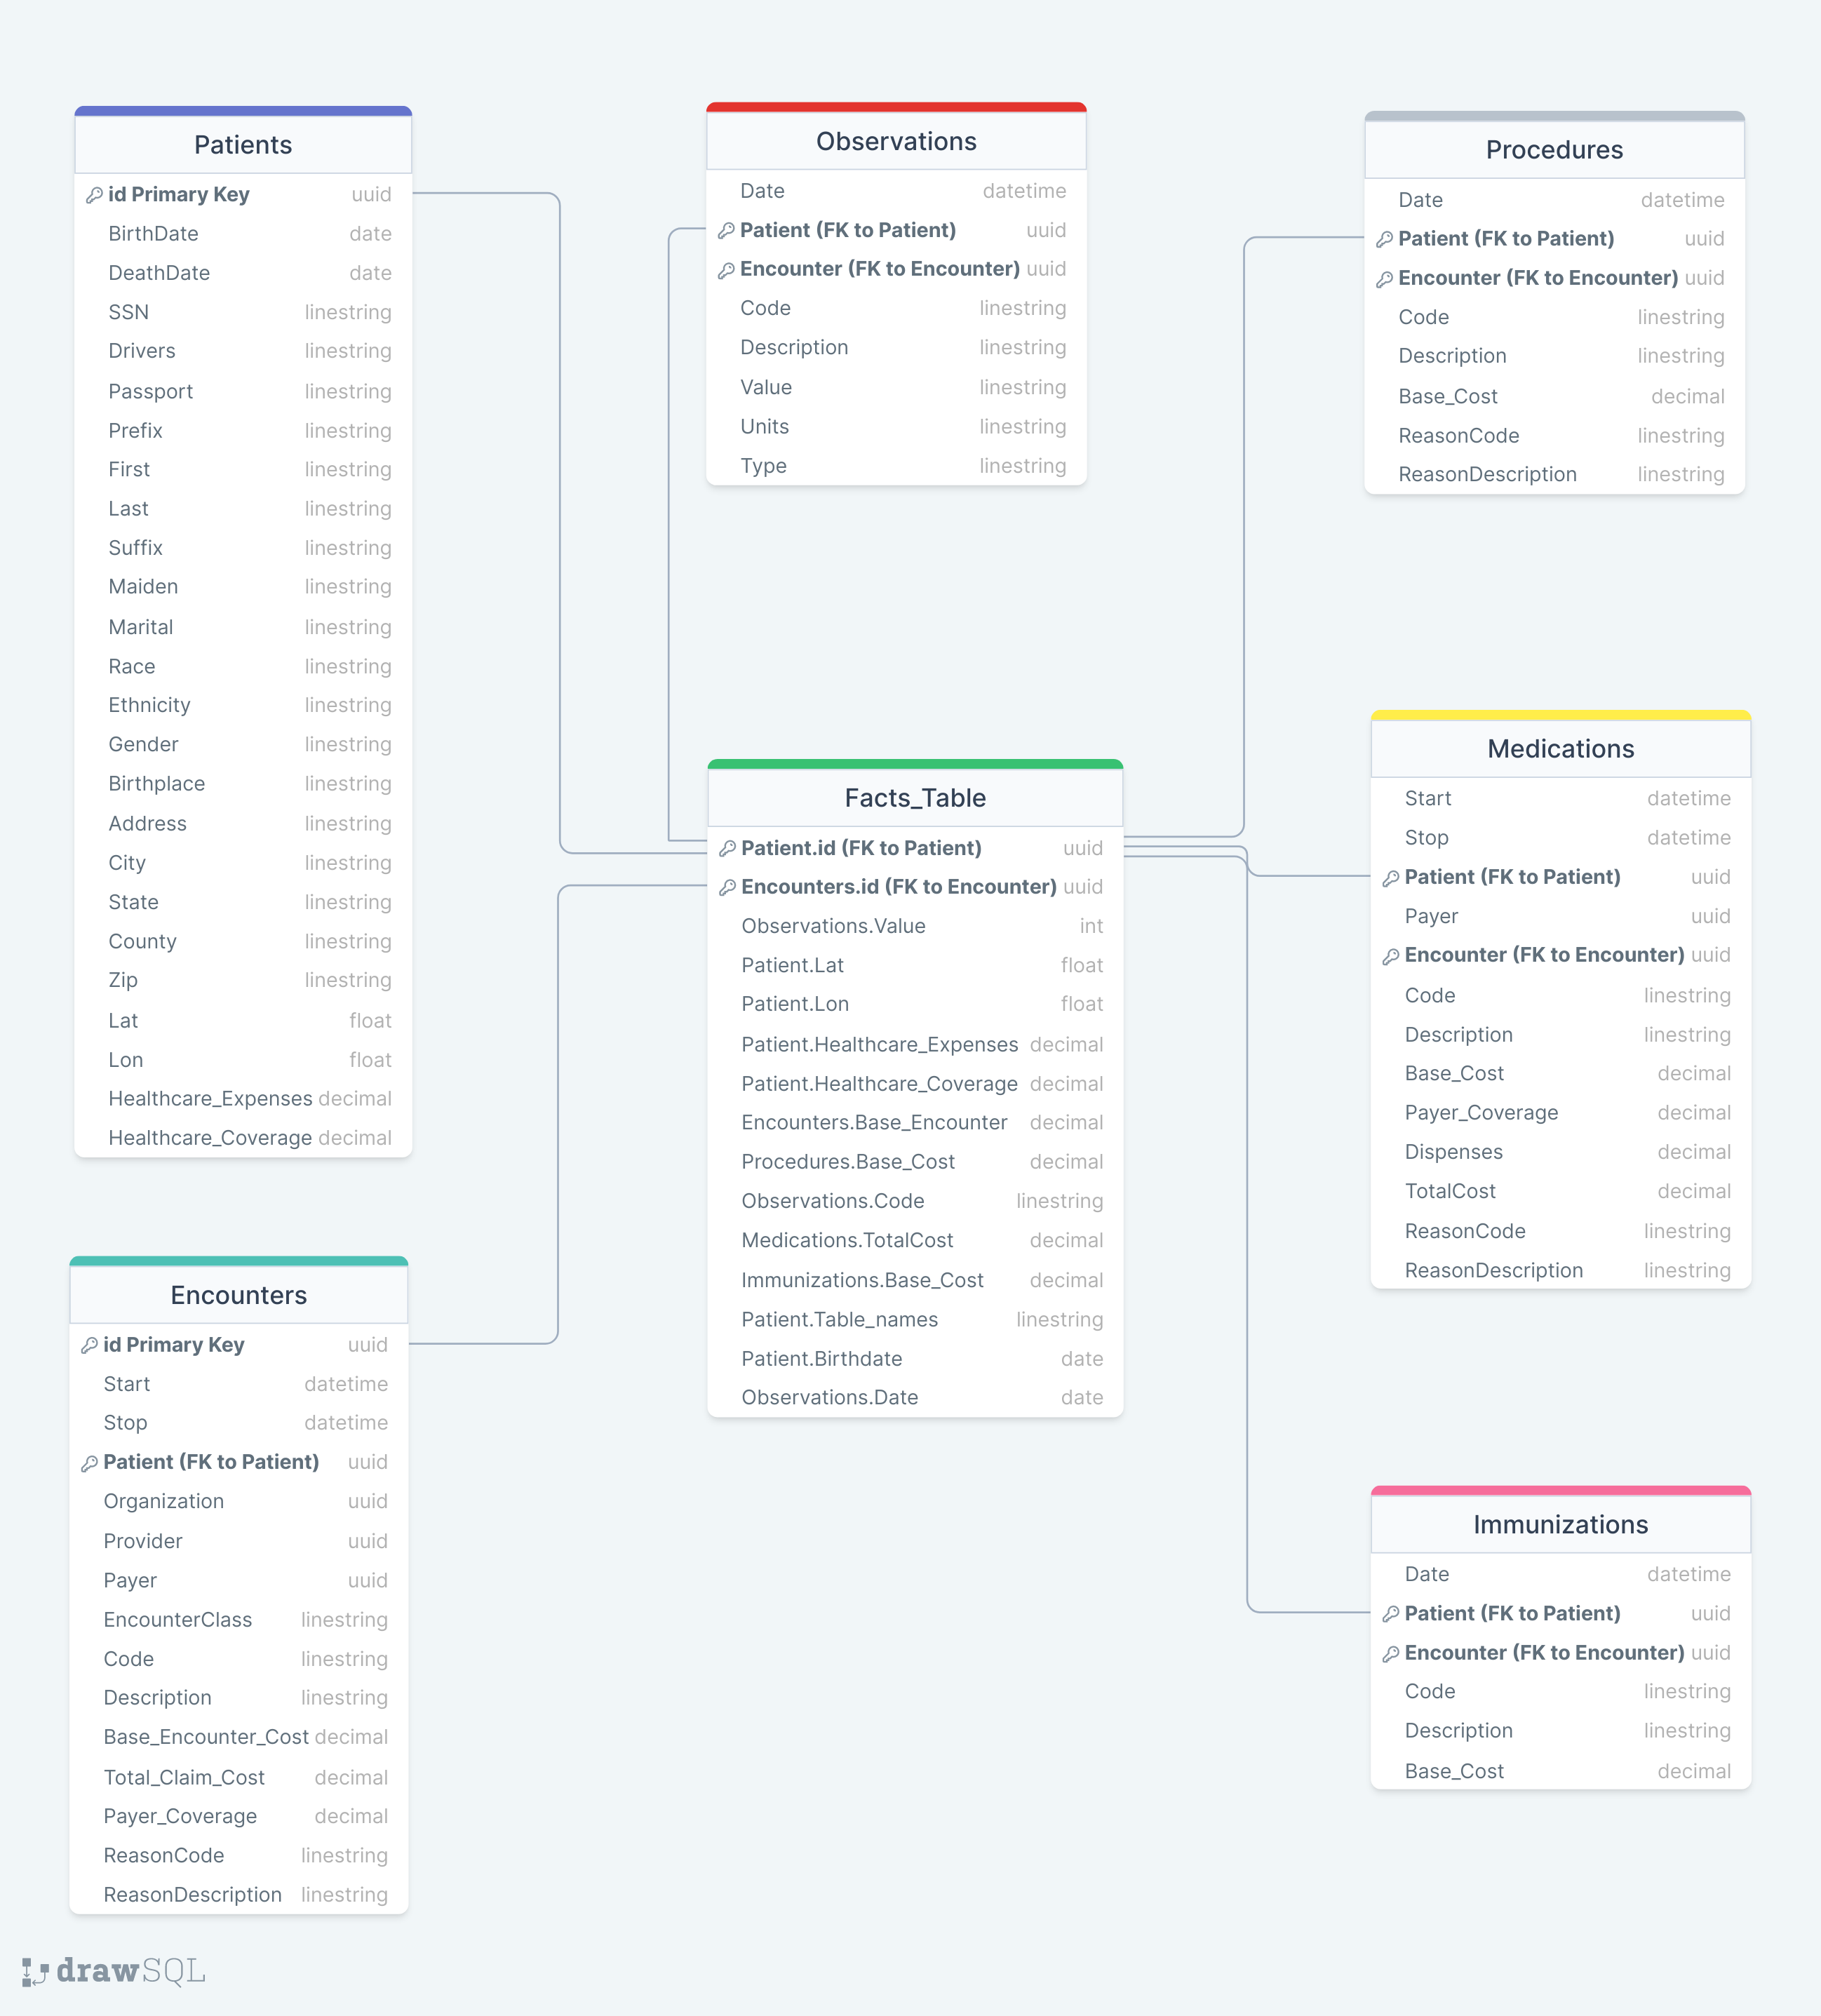 Patients
id Primary Key uuid
BirthDate date
DeathDate date
SSN linestring
Drivers linestring
Passport linestring
Prefix linestring
First linestring
Last linestring
Suffix linestring
Maiden linestring
Marital linestring
Race linestring
Ethnicity linestring
Gender linestring
Birthplace linestring
Address linestring
City linestring
State linestring
County linestring
Zip linestring
Lat float
Lon float
Healthcare_Expenses decimal
Healthcare_Coverage decimal
Observations
Date datetime
Patient (FK to Patient) uuid
Encounter (FK to Encounter) uuid
Code linestring
Description linestring
Value linestring
Units linestring
Type linestring
Procedures
Date datetime
Patient (FK to Patient) uuid
Encounter (FK to Encounter) uuid
Code linestring
Description linestring
Base_Cost decimal
ReasonCode linestring
ReasonDescription linestring
Facts_Table
Patient.id (FK to Patient) uuid
Encounters.id (FK to Encounter) uuid
Observations.Value int
Patient.Lat float
Patient.Lon float
Patient.Healthcare_Expenses decimal
Patient.Healthcare_Coverage decimal
Encounters.Base_Encounter decimal
Procedures.Base_Cost decimal
Observations.Code linestring
Medications.TotalCost decimal
Immunizations.Base_Cost decimal
Patient.Table_names linestring
Patient.Birthdate date
Observations.Date date
Medications
Start datetime
Stop datetime
Patient (FK to Patient) uuid
Payer uuid
Encounter (FK to Encounter) uuid
Code linestring
Description linestring
Base_Cost decimal
Payer_Coverage decimal
Dispenses decimal
TotalCost decimal
ReasonCode linestring
ReasonDescription linestring
Encounters
id Primary Key uuid
Start datetime
Stop datetime
Patient (FK to Patient) uuid
Organization uuid
Provider uuid
Payer uuid
EncounterClass linestring
Code linestring
Description linestring
Base_Encounter_Cost decimal
Total_Claim_Cost decimal
Payer_Coverage decimal
ReasonCode linestring
ReasonDescription linestring
Immunizations
Date datetime
Patient (FK to Patient) uuid
Encounter (FK to Encounter) uuid
Code linestring
Description linestring
Base_Cost decimal
drawSQL